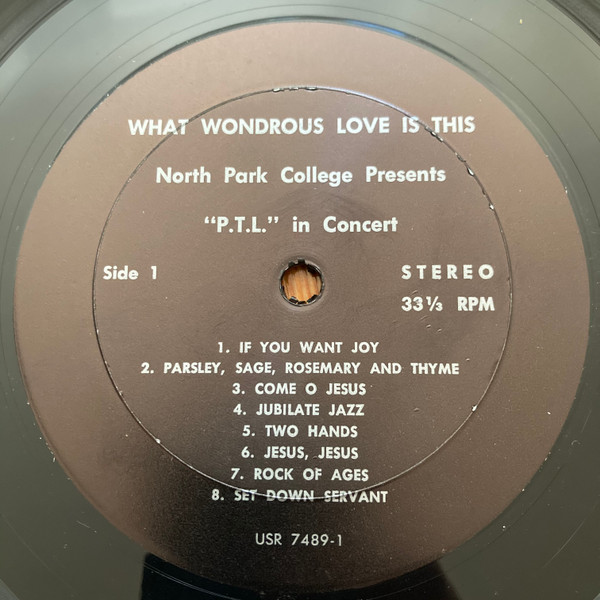 WHAT WONDROUS LOVE IS THIS
North Park College Presents
“P.T.L.” in Concert
Side 1
STEREO
33 ⅓ RPM
1. IF YOU WANT JOY
2. PARSLEY, SAGE, ROSEMARY AND THYME
3. COME O JESUS
4. JUBILATE JAZZ
5. TWO HANDS
6. JESUS, JESUS
7. ROCK OF AGES
8. SET DOWN SERVANT
USR 7489-1